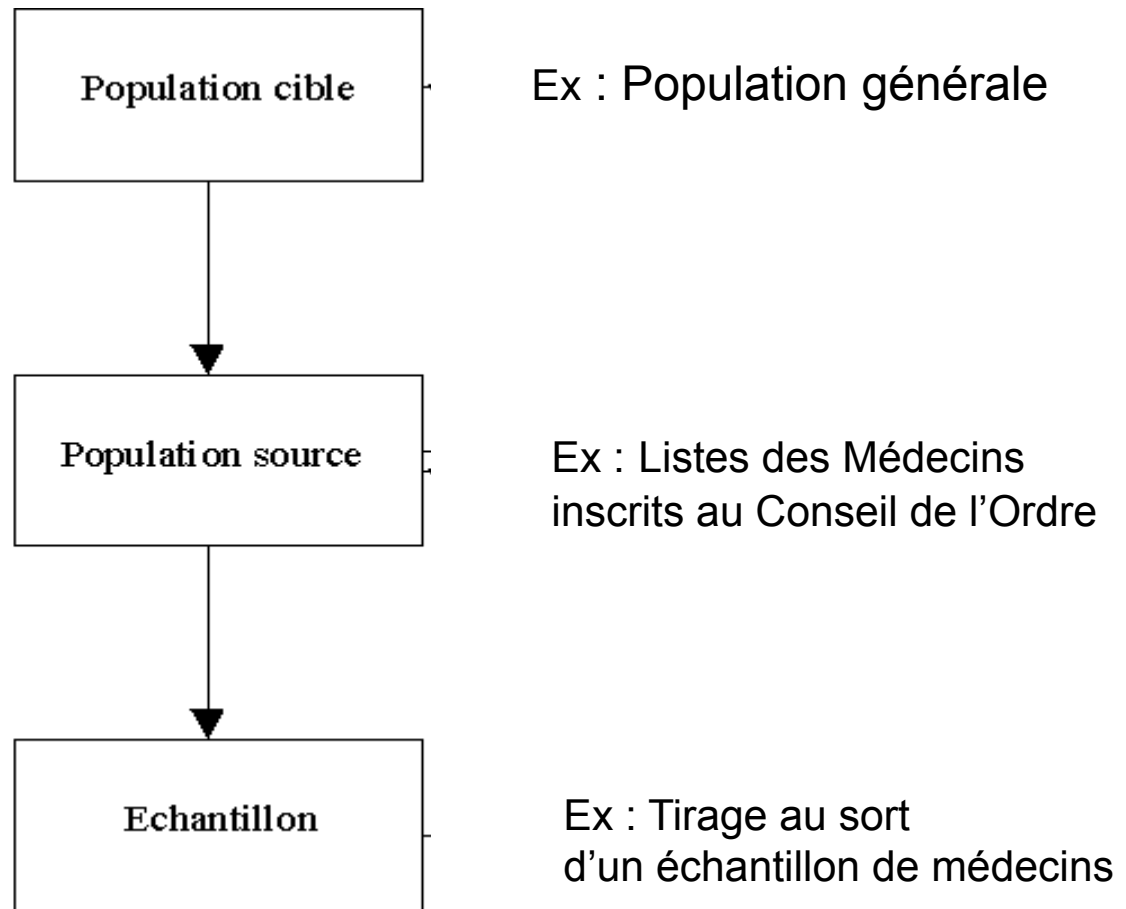 Population cible
Ex : Population générale
Population source
Ex : Listes des Médecins
inscrits au Conseil de l’Ordre
Echantillon
Ex : Tirage au sort
d’un échantillon de médecins